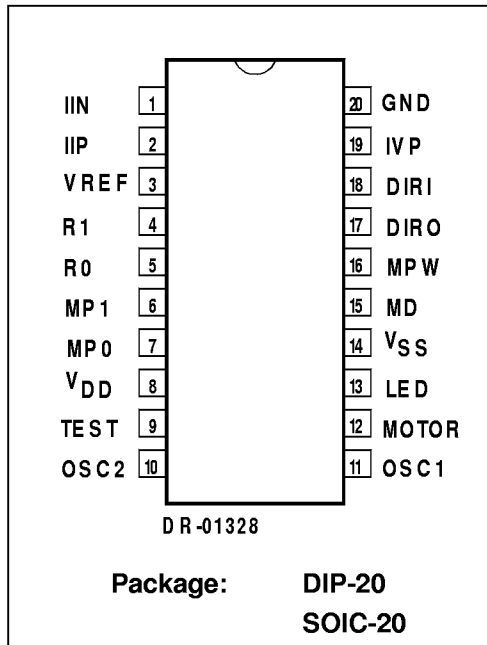 IIN 1 20 GND
IIP 2 19 IVP
VREF 3 18 DIRI
R1 4 17 DIRO
R0 5 16 MPW
MP1 6 15 MD
MP0 7 14 VSS
VDD 8 13 LED
TEST 9 12 MOTOR
OSC2 10 11 OSC1
DR-01328
Package: DIP-20
SOIC-20